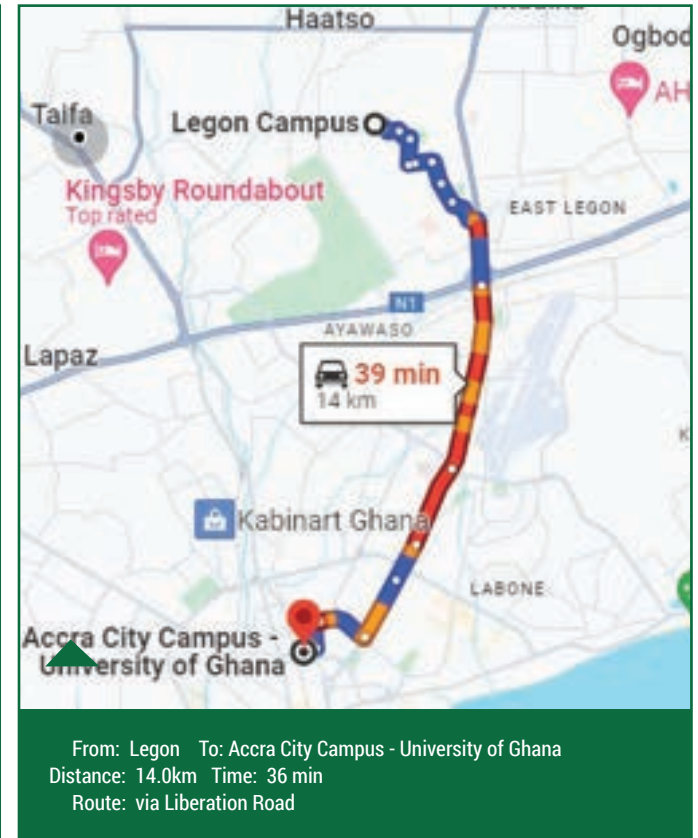 Haatso
Ogbod
AH
Taifa
Legon Campus
Kingsby Roundabout
Top rated
EAST LEGON
N1
AYAWASO
Lapaz
39 min
14 km
K
Kabinart Ghana
LABONE
Accra City Campus -
University of Ghana
From: Legon To: Accra City Campus - University of Ghana
Distance: 14.0km Time: 36 min
Route: via Liberation Road